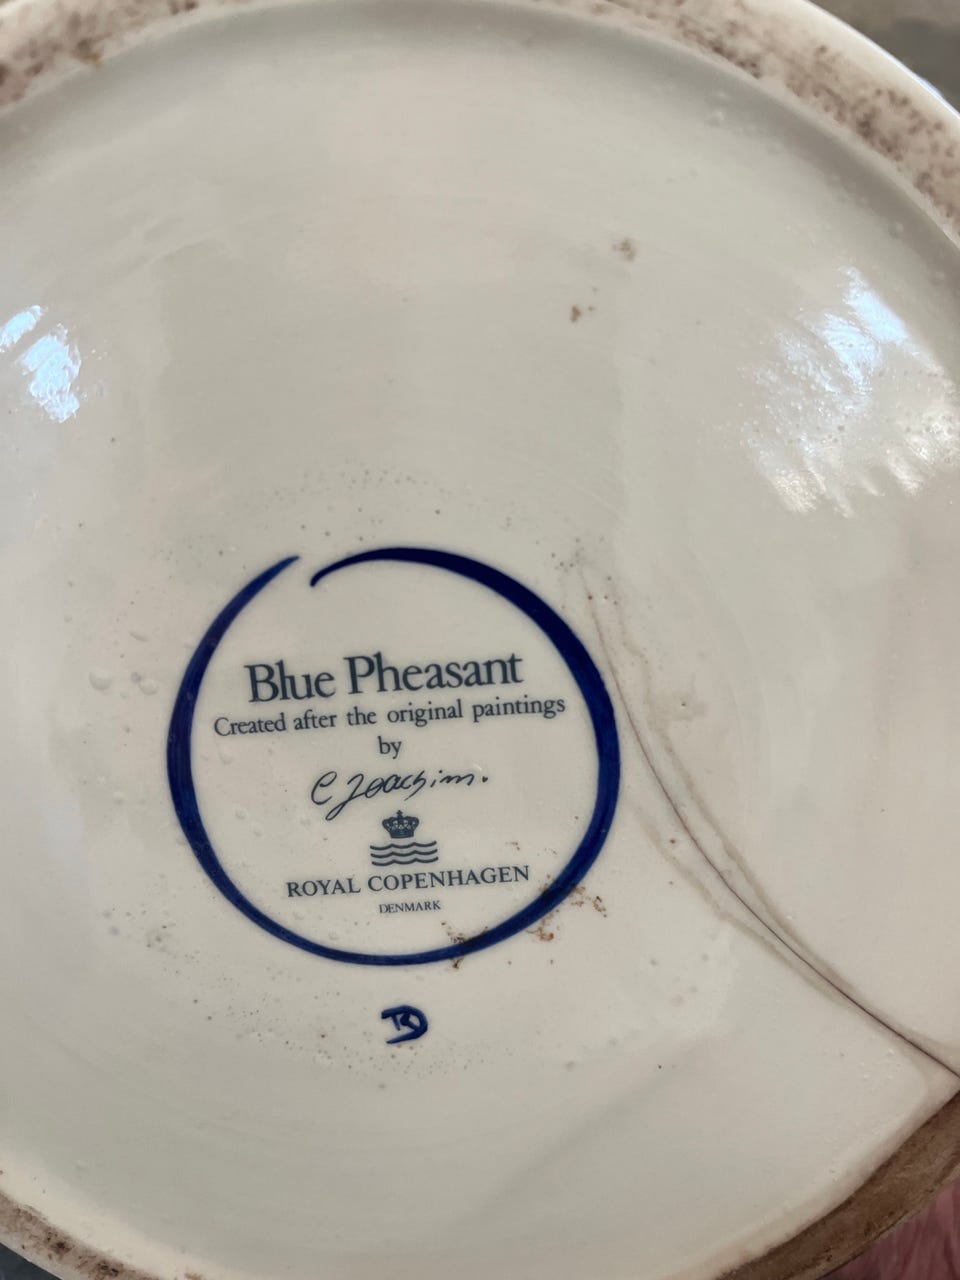 Blue Pheasant
Created after the original paintings
by
C Joachim.
ROYAL COPENHAGEN
DENMARK